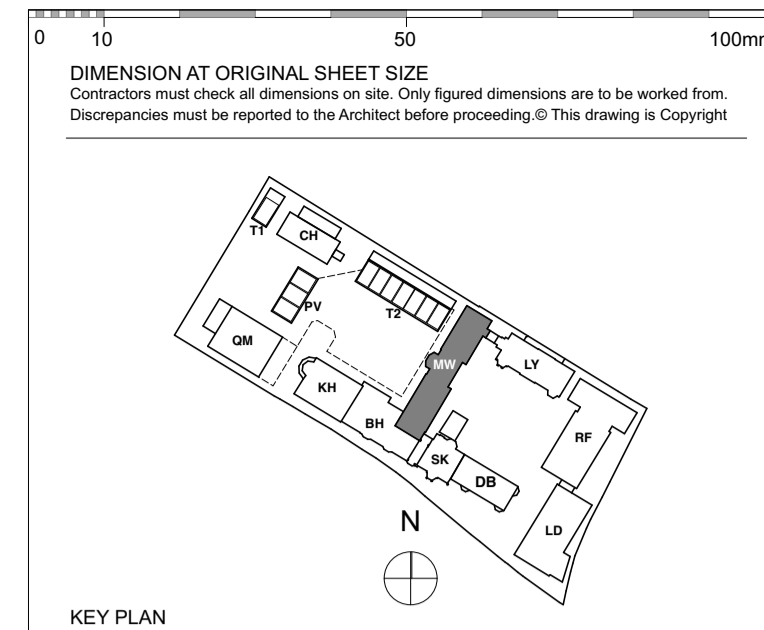 0 10 50 100mm
DIMENSION AT ORIGINAL SHEET SIZE
Contractors must check all dimensions on site. Only figured dimensions are to be worked from.
Discrepancies must be reported to the Architect before proceeding.© This drawing is Copyright
T1
CH
PV
T2
QM
MW
LY
KH
BH
RF
SK
DB
LD
N
KEY PLAN